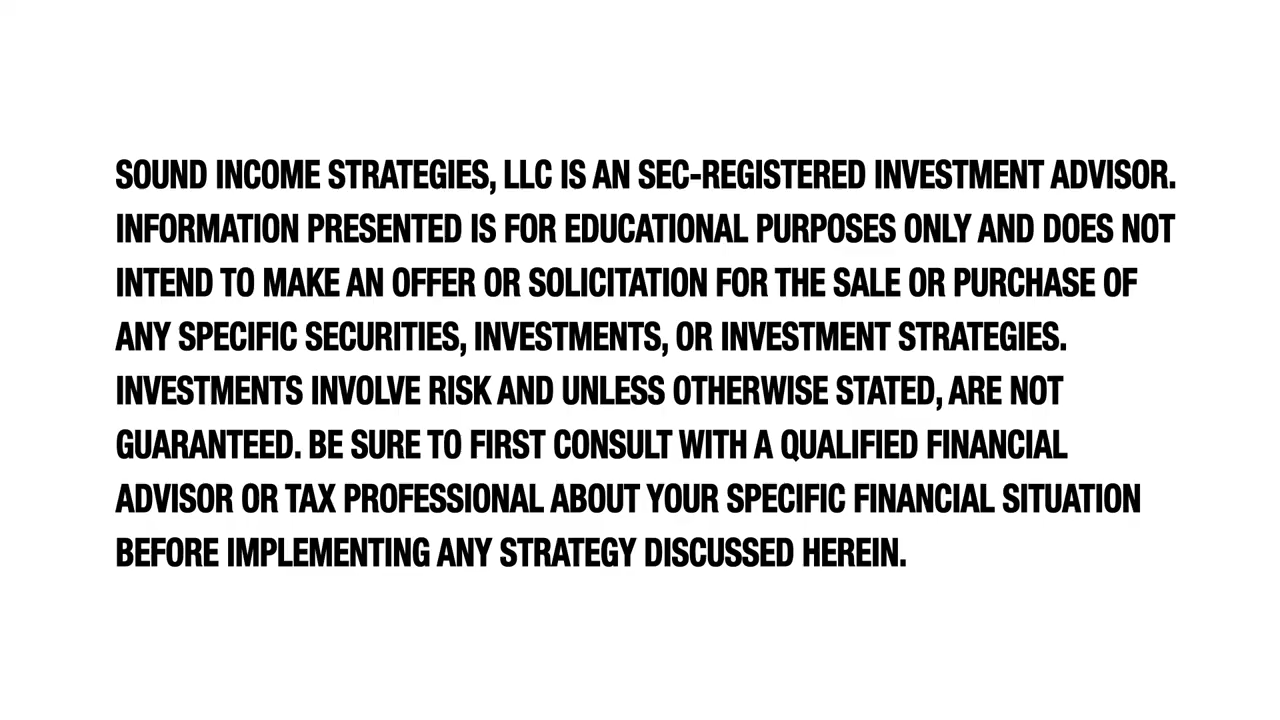 SOUND INCOME STRATEGIES, LLC IS AN SEC-REGISTERED INVESTMENT ADVISOR.
INFORMATION PRESENTED IS FOR EDUCATIONAL PURPOSES ONLY AND DOES NOT
INTEND TO MAKE AN OFFER OR SOLICITATION FOR THE SALE OR PURCHASE OF
ANY SPECIFIC SECURITIES, INVESTMENTS, OR INVESTMENT STRATEGIES.
INVESTMENTS INVOLVE RISK AND UNLESS OTHERWISE STATED, ARE NOT
GUARANTEED. BE SURE TO FIRST CONSULT WITH A QUALIFIED FINANCIAL
ADVISOR OR TAX PROFESSIONAL ABOUT YOUR SPECIFIC FINANCIAL SITUATION
BEFORE IMPLEMENTING ANY STRATEGY DISCUSSED HEREIN.